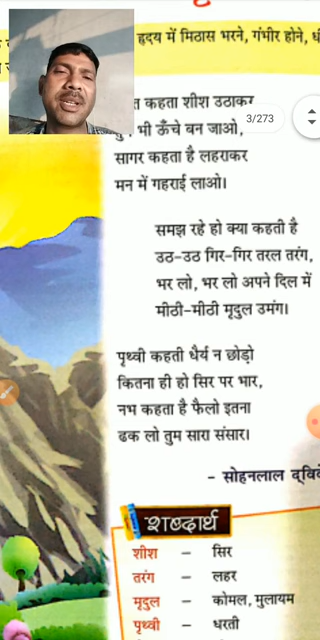 हृदय में मिठास भरने, गंभीर होने,
कहता शीश उठाकर
भी ऊँचे बन जाओ,
3/273
सागर कहता है लहराकर
मन में गहराई लाओ।
समझ रहे हो क्या कहती है
उठ-उठ गिर-गिर तरल तरंग,
भर लो, भर लो अपने दिल में
मीठी-मीठी मृदुल उमंग।
पृथ्वी कहती धैर्य न छोड़ो
कितना ही हो सिर पर भार,
नभ कहता है फैलो इतना
ढक लो तुम सारा संसार।
– सोहनलाल
शब्दार्थ
शीश – सिर
तरंग – लहर
मृदुल – कोमल, मुलायम
पृथ्वी – धरती